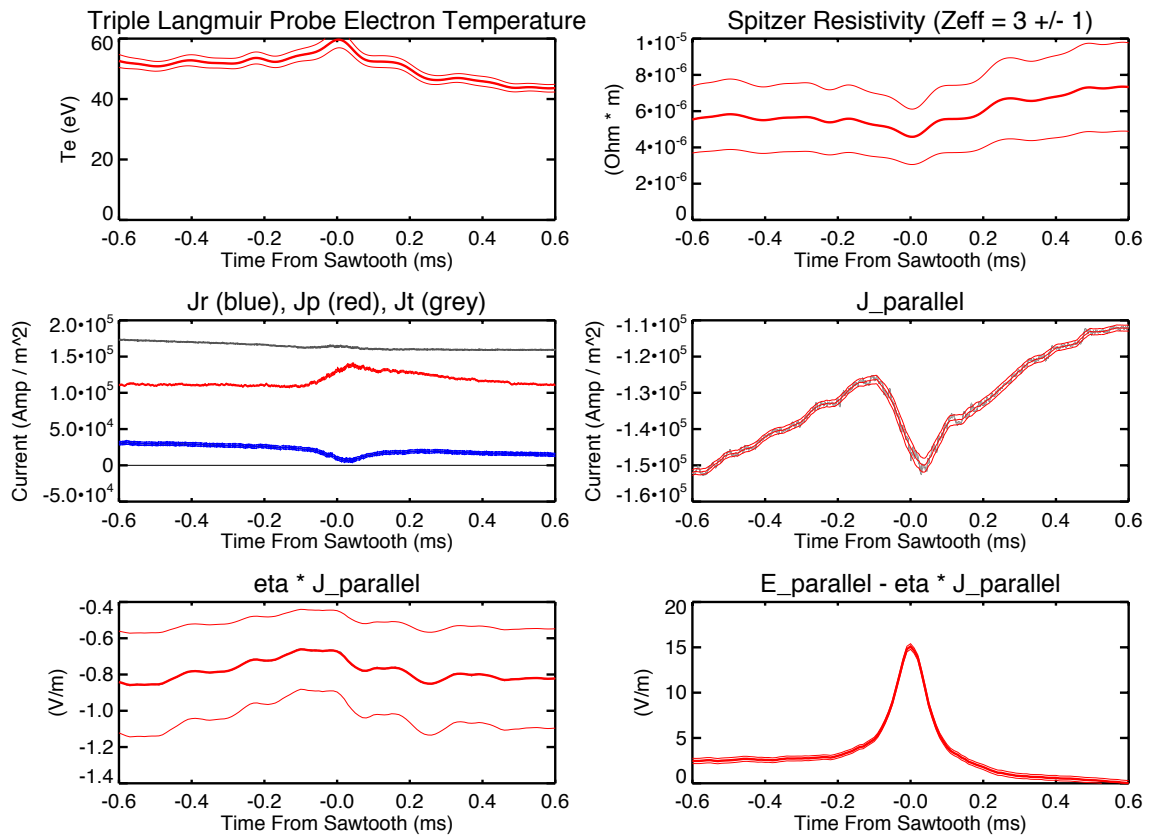 Triple Langmuir Probe Electron Temperature
60
40
20
0
Te (eV)
-0.6 -0.4 -0.2 -0.0 0.2 0.4 0.6
Time From Sawtooth (ms)
Spitzer Resistivity (Zeff = 3 +/- 1)
1•10^-5
8•10^-6
6•10^-6
4•10^-6
2•10^-6
0
(Ohm * m)
-0.6 -0.4 -0.2 -0.0 0.2 0.4 0.6
Time From Sawtooth (ms)
Jr (blue), Jp (red), Jt (grey)
2.0•10^5
1.5•10^5
1.0•10^5
5.0•10^4
0
-5.0•10^4
Current (Amp / m^2)
-0.6 -0.4 -0.2 -0.0 0.2 0.4 0.6
Time From Sawtooth (ms)
J_parallel
-1.1•10^5
-1.2•10^5
-1.3•10^5
-1.4•10^5
-1.5•10^5
-1.6•10^5
Current (Amp / m^2)
-0.6 -0.4 -0.2 -0.0 0.2 0.4 0.6
Time From Sawtooth (ms)
eta * J_parallel
-0.4
-0.6
-0.8
-1.0
-1.2
-1.4
(V/m)
-0.6 -0.4 -0.2 -0.0 0.2 0.4 0.6
Time From Sawtooth (ms)
E_parallel - eta * J_parallel
20
15
10
5
0
(V/m)
-0.6 -0.4 -0.2 -0.0 0.2 0.4 0.6
Time From Sawtooth (ms)